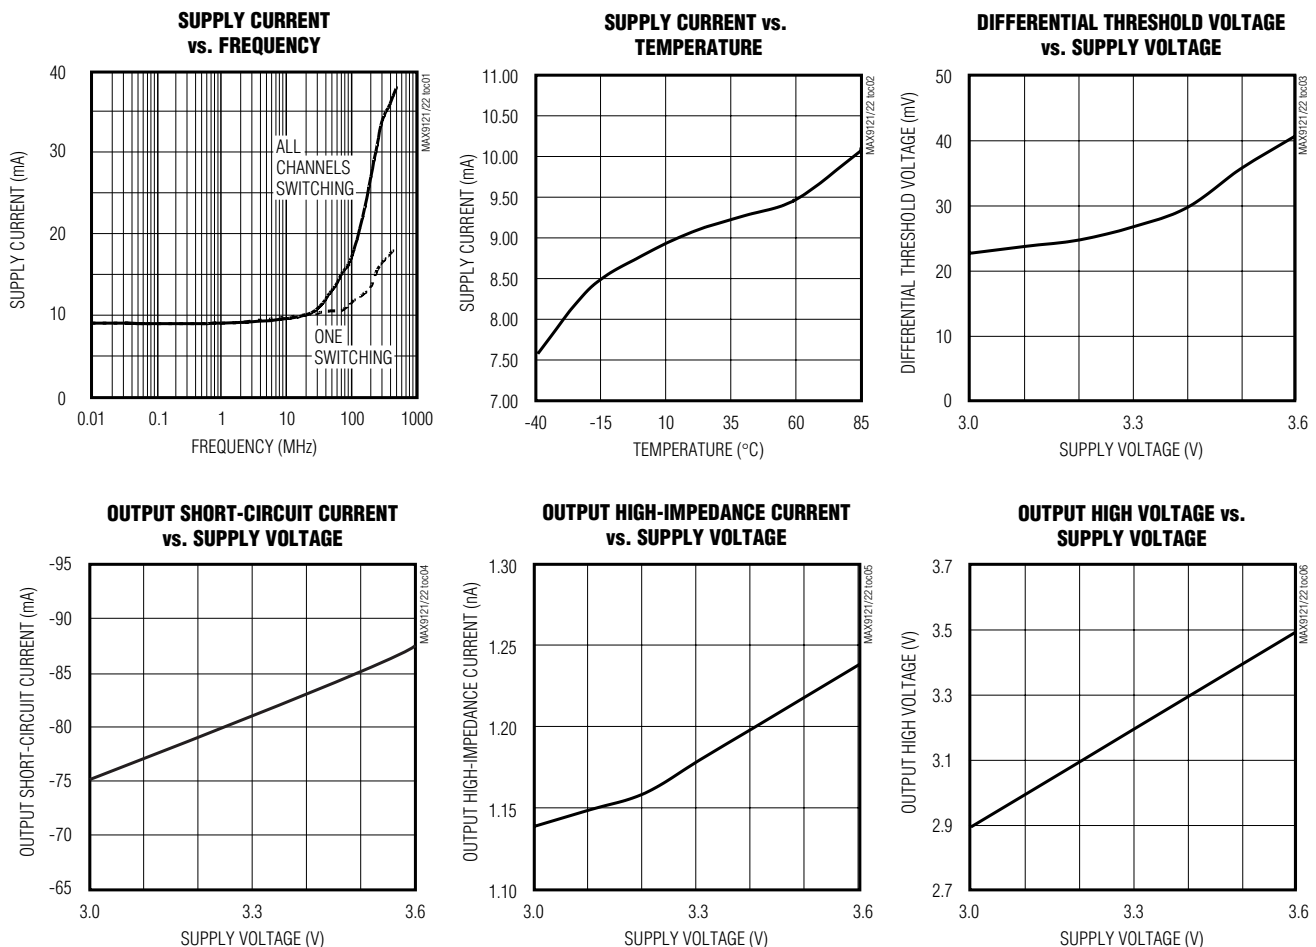 SUPPLY CURRENT
vs. FREQUENCY
SUPPLY CURRENT (mA)
40
30
20
10
0
ALL
CHANNELS
SWITCHING
ONE
SWITCHING
MAX9121/22 toc01
0.01 0.1 1 10 100 1000
FREQUENCY (MHz)
SUPPLY CURRENT vs.
TEMPERATURE
SUPPLY CURRENT (mA)
11.00
10.50
10.00
9.50
9.00
8.50
8.00
7.50
7.00
MAX9121/22 toc02
-40 -15 10 35 60 85
TEMPERATURE (°C)
DIFFERENTIAL THRESHOLD VOLTAGE
vs. SUPPLY VOLTAGE
DIFFERENTIAL THRESHOLD VOLTAGE (mV)
50
40
30
20
10
0
MAX9121/22 toc03
3.0 3.3 3.6
SUPPLY VOLTAGE (V)
OUTPUT SHORT-CIRCUIT CURRENT
vs. SUPPLY VOLTAGE
OUTPUT SHORT-CIRCUIT CURRENT (mA)
-95
-90
-85
-80
-75
-70
-65
MAX9121/22 toc04
3.0 3.3 3.6
SUPPLY VOLTAGE (V)
OUTPUT HIGH-IMPEDANCE CURRENT
vs. SUPPLY VOLTAGE
OUTPUT HIGH-IMPEDANCE CURRENT (nA)
1.30
1.25
1.20
1.15
1.10
MAX9121/22 toc05
3.0 3.3 3.6
SUPPLY VOLTAGE (V)
OUTPUT HIGH VOLTAGE vs.
SUPPLY VOLTAGE
OUTPUT HIGH VOLTAGE (V)
3.7
3.5
3.3
3.1
2.9
2.7
MAX9121/22 toc06
3.0 3.3 3.6
SUPPLY VOLTAGE (V)